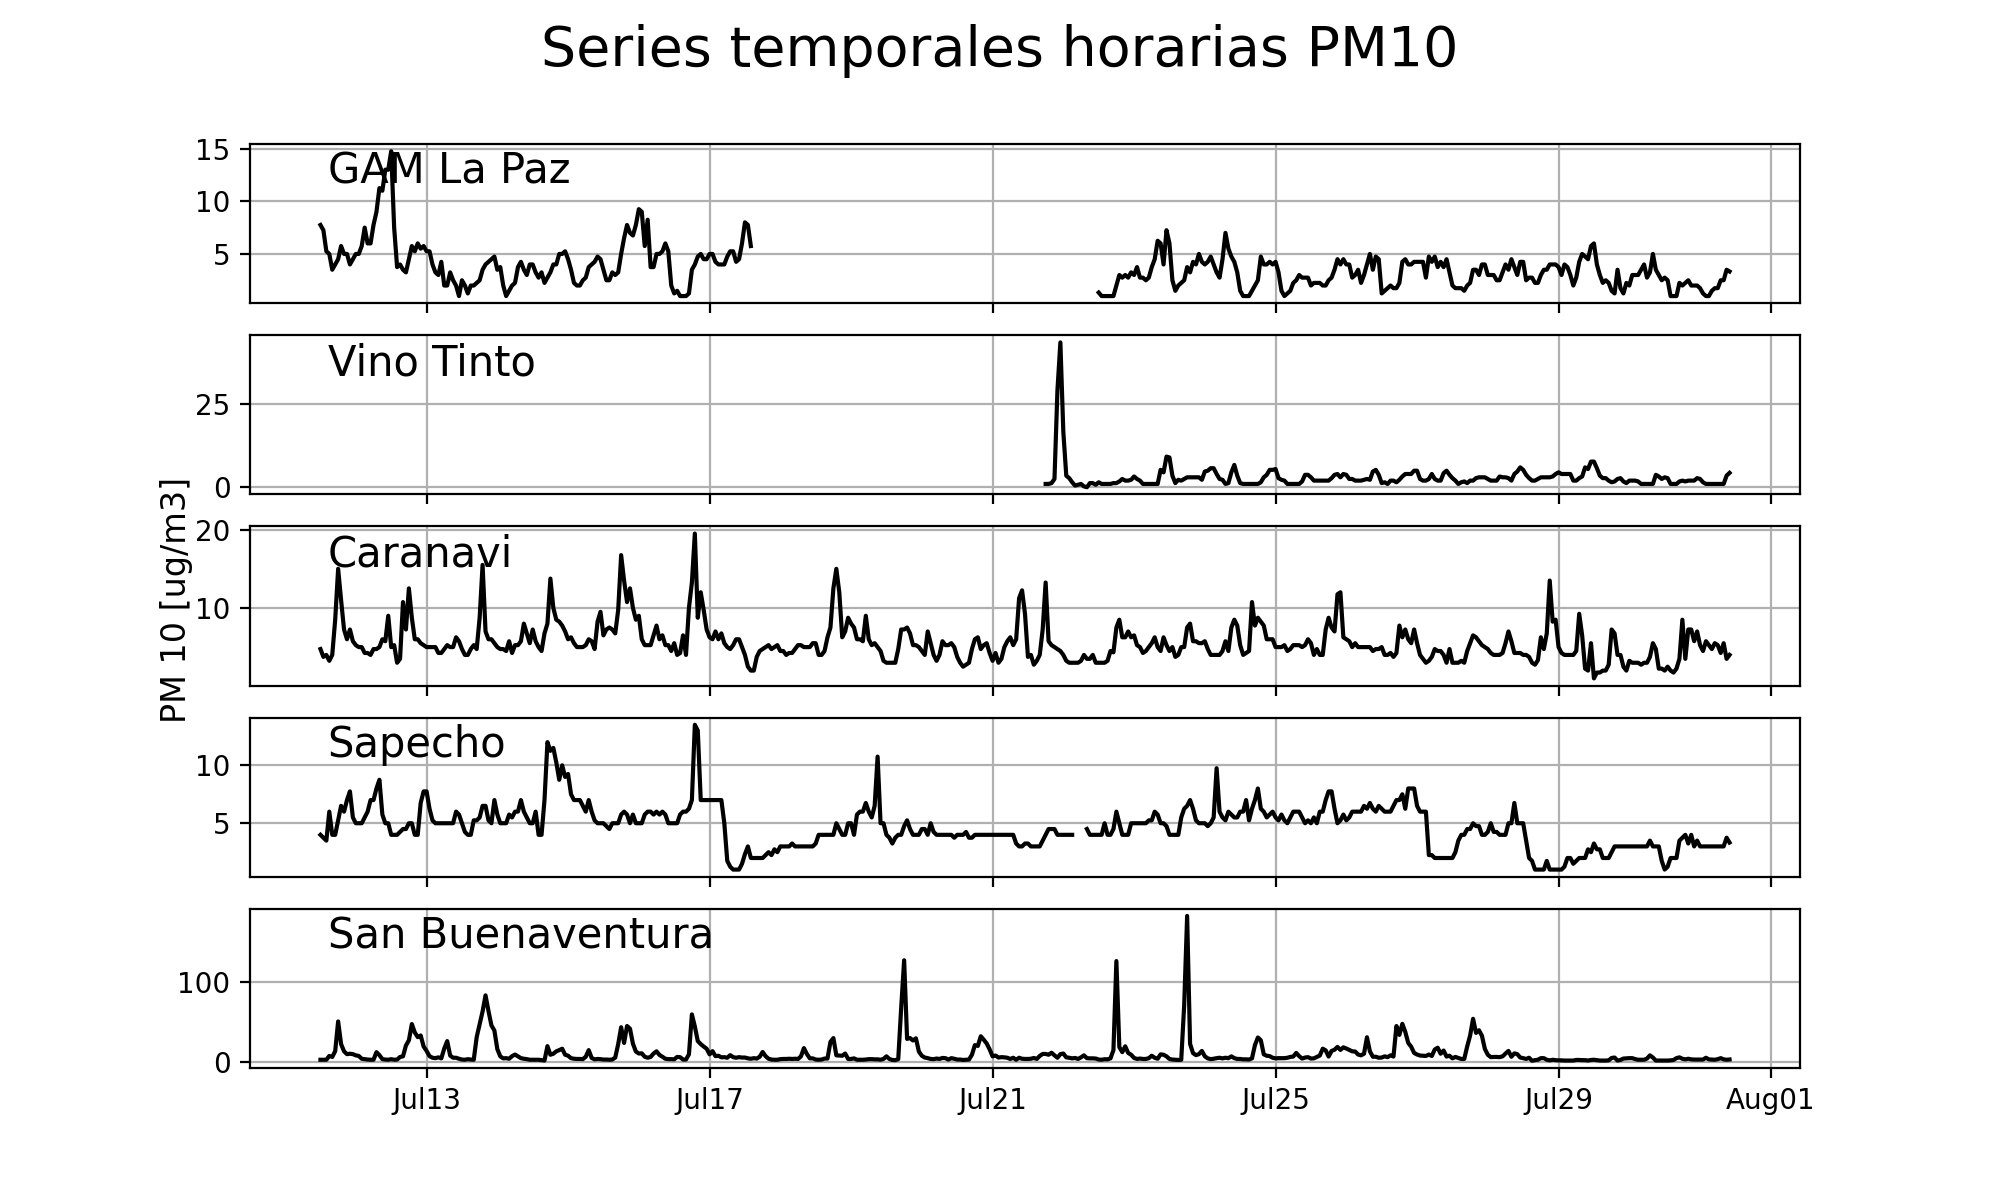 Series temporales horarias PM10
PM 10 [ug/m3]
GAM La Paz
15
10
5
Vino Tinto
25
0
Caranavi
20
10
Sapecho
10
5
San Buenaventura
100
0
Jul13 Jul17 Jul21 Jul25 Jul29 Aug01